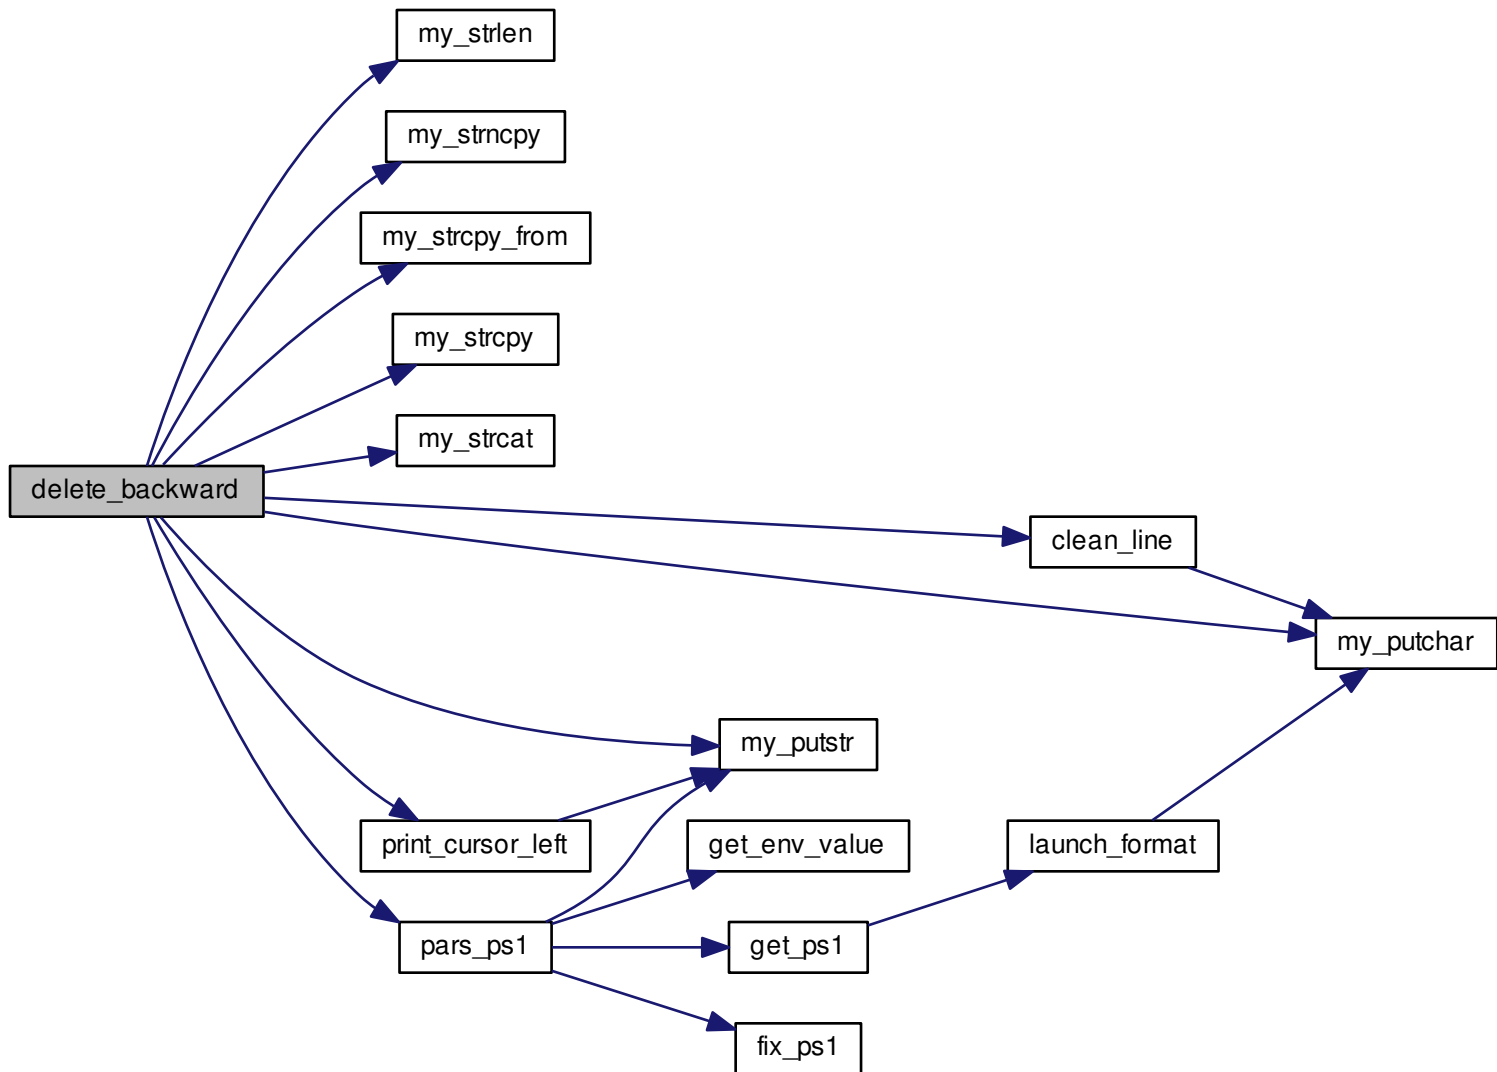 my_strlen
my_strncpy
my_strcpy_from
my_strcpy
my_strcat
delete_backward
clean_line
my_putchar
my_putstr
print_cursor_left
get_env_value
launch_format
pars_ps1
get_ps1
fix_ps1